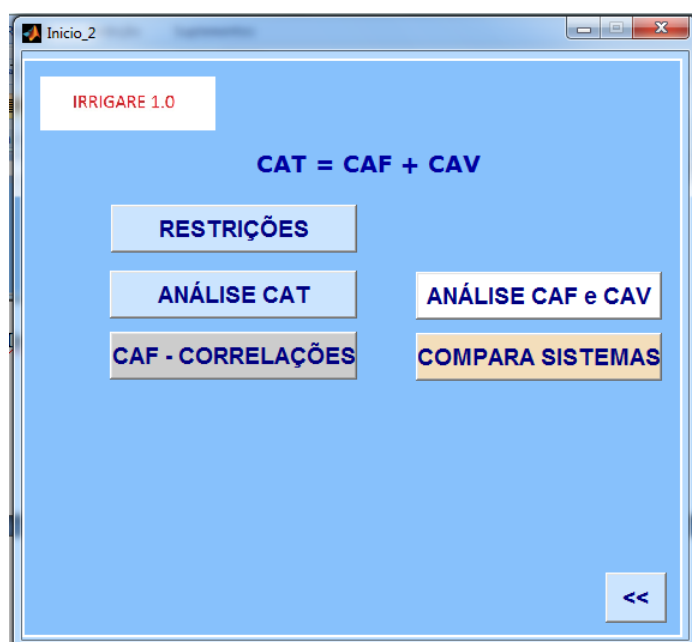 Inicio_2
IRRIGARE 1.0
CAT = CAF + CAV
RESTRIÇÕES
ANÁLISE CAT
ANÁLISE CAF e CAV
CAF - CORRELAÇÕES
COMPARA SISTEMAS
<<